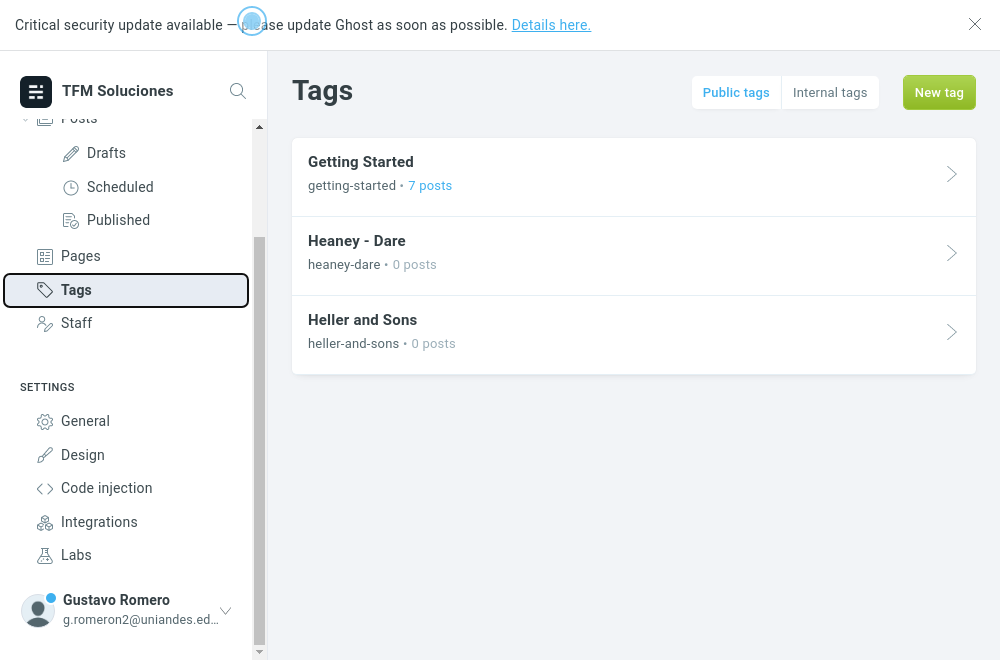 Critical security update available — please update Ghost as soon as possible. Details here.
TFM Soluciones
Posts
Drafts
Scheduled
Published
Pages
Tags
Staff
SETTINGS
General
Design
Code injection
Integrations
Labs
Gustavo Romero
g.romeron2@uniandes.ed…
Tags
Public tags
Internal tags
New tag
Getting Started
getting-started • 7 posts
Heaney - Dare
heaney-dare • 0 posts
Heller and Sons
heller-and-sons • 0 posts